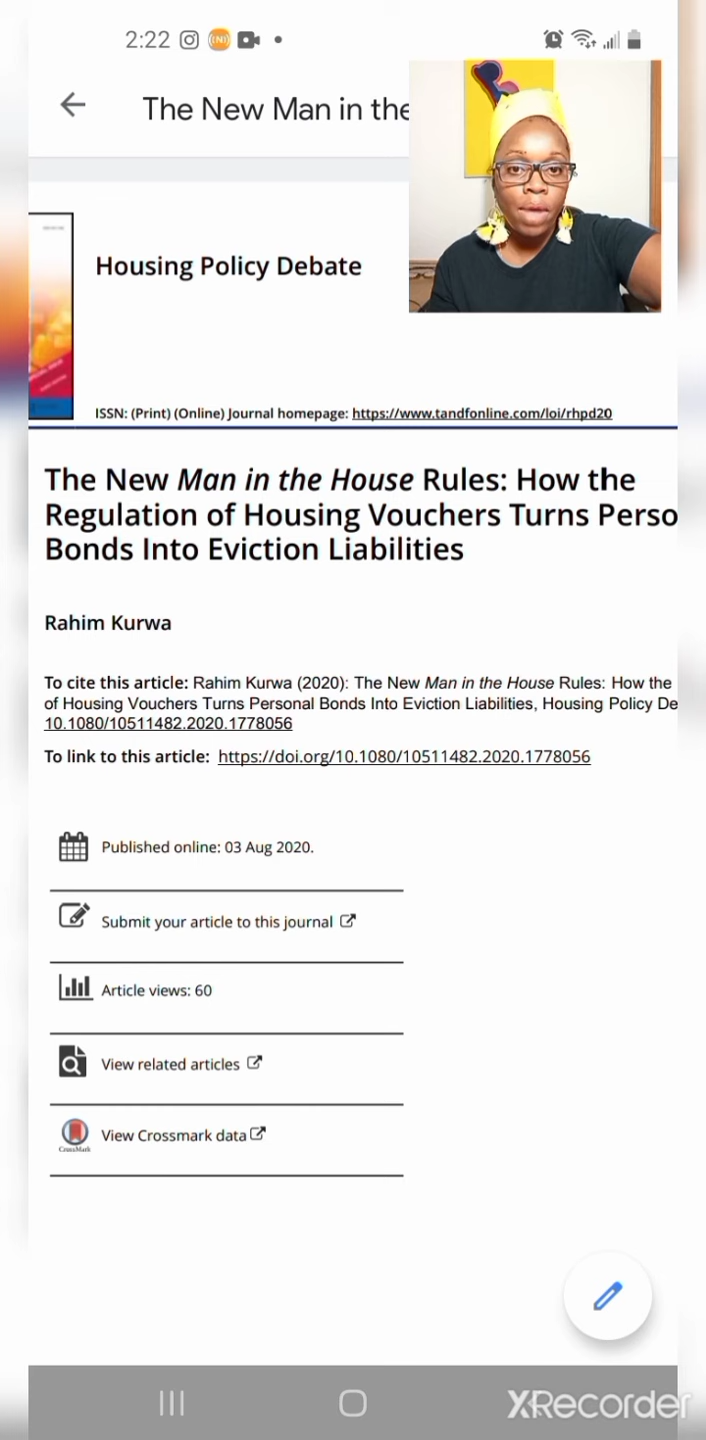 2:22
The New Man in the
Housing Policy Debate
ISSN: (Print) (Online) Journal homepage: https://www.tandfonline.com/loi/rhpd20
The New Man in the House Rules: How the
Regulation of Housing Vouchers Turns Perso
Bonds Into Eviction Liabilities
Rahim Kurwa
To cite this article: Rahim Kurwa (2020): The New Man in the House Rules: How the
of Housing Vouchers Turns Personal Bonds Into Eviction Liabilities, Housing Policy De
10.1080/10511482.2020.1778056
To link to this article: https://doi.org/10.1080/10511482.2020.1778056
Published online: 03 Aug 2020.
Submit your article to this journal
Article views: 60
View related articles
View Crossmark data
CrossMark
XRecorder